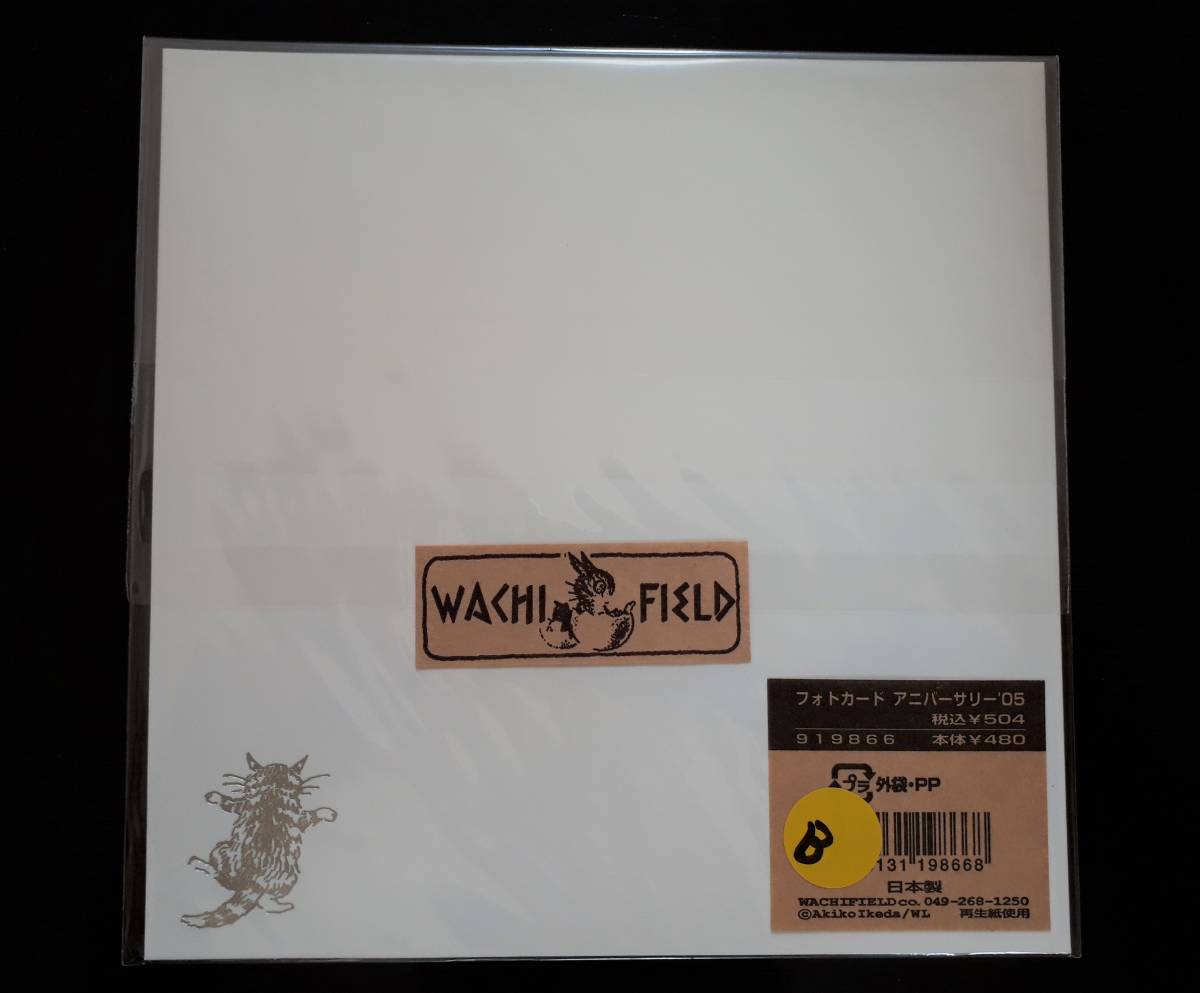 WACHI FIELD
フォトカード アニバーサリー'05
税込¥504
919866 本体¥480
プラ 外袋・PP
B
131 198668
日本製
WACHIFIELD co. 049-268-1250
©Akiko Ikeda/WL 再生紙使用